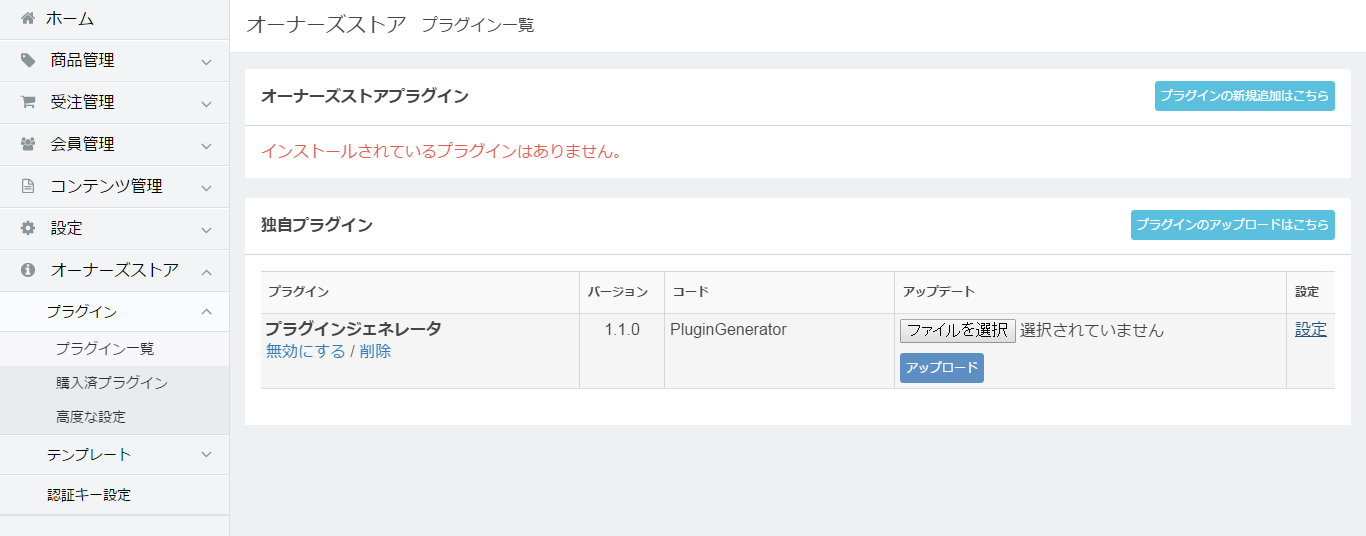 ホーム
商品管理
受注管理
会員管理
コンテンツ管理
設定
オーナーズストア
プラグイン
プラグイン一覧
購入済プラグイン
高度な設定
テンプレート
認証キー設定
オーナーズストア プラグイン一覧
オーナーズストアプラグイン プラグインの新規追加はこちら
インストールされているプラグインはありません。
独自プラグイン プラグインのアップロードはこちら
プラグイン バージョン コード アップデート 設定
プラグインジェネレータ 1.1.0 PluginGenerator ファイルを選択 選択されていません 設定
無効にする / 削除
アップロード